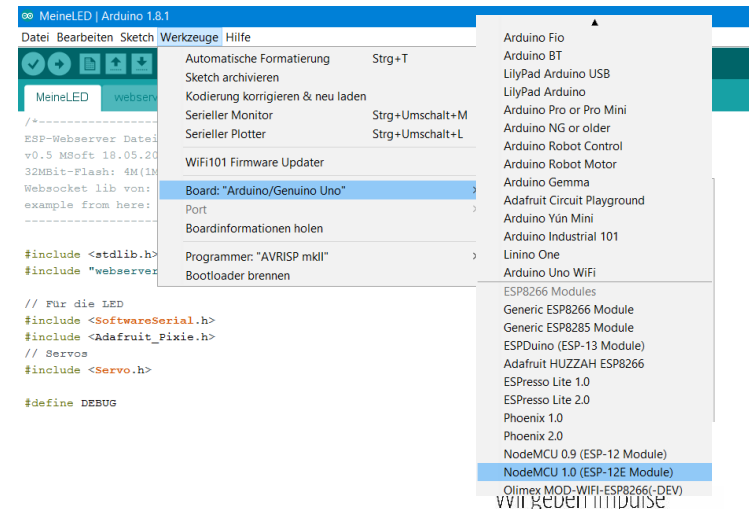 MeineLED | Arduino 1.8.1
Datei Bearbeiten Sketch Werkzeuge Hilfe
MeineLED webserv
/*------------------
ESP-Webserver Datei
v0.5 MSoft 18.05.20
32MBit-Flash: 4M(1M
Websocket lib von:
example from here:
--------------------
#include <stdlib.h>
#include "webserver
// Für die LED
#include <SoftwareSerial.h>
#include <Adafruit_Pixie.h>
// Servos
#include <Servo.h>
#define DEBUG
Automatische Formatierung Strg+T
Sketch archivieren
Kodierung korrigieren & neu laden
Serieller Monitor Strg+Umschalt+M
Serieller Plotter Strg+Umschalt+L
WiFi101 Firmware Updater
Board: "Arduino/Genuino Uno"
Port
Boardinformationen holen
Programmer: "AVRISP mkII"
Bootloader brennen
Arduino Fio
Arduino BT
LilyPad Arduino USB
LilyPad Arduino
Arduino Pro or Pro Mini
Arduino NG or older
Arduino Robot Control
Arduino Robot Motor
Arduino Gemma
Adafruit Circuit Playground
Arduino Yún Mini
Arduino Industrial 101
Linino One
Arduino Uno WiFi
ESP8266 Modules
Generic ESP8266 Module
Generic ESP8285 Module
ESPDuino (ESP-13 Module)
Adafruit HUZZAH ESP8266
ESPresso Lite 1.0
ESPresso Lite 2.0
Phoenix 1.0
Phoenix 2.0
NodeMCU 0.9 (ESP-12 Module)
NodeMCU 1.0 (ESP-12E Module)
Olimex MOD-WIFI-ESP8266(-DEV)
Wir geben Impulse